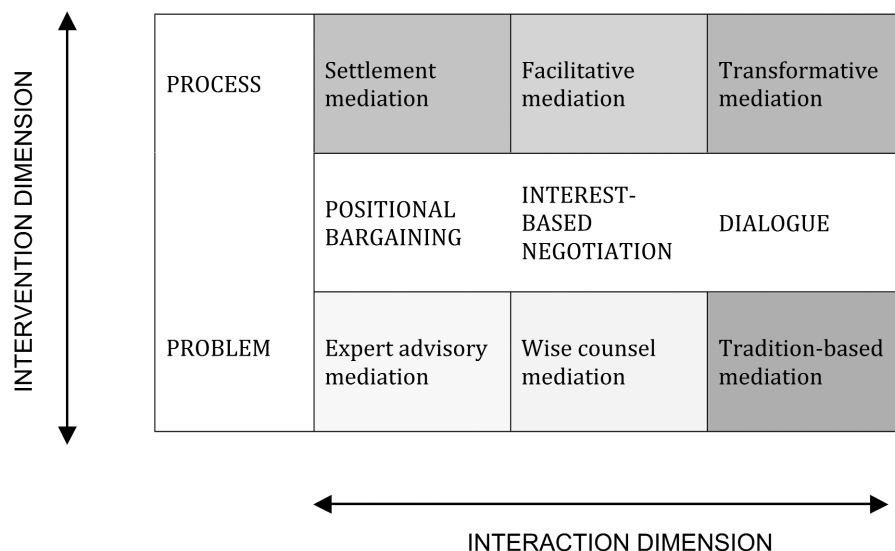 INTERVENTION DIMENSION
PROCESS
Settlement
mediation
Facilitative
mediation
Transformative
mediation
POSITIONAL
BARGAINING
INTEREST-
BASED
NEGOTIATION
DIALOGUE
PROBLEM
Expert advisory
mediation
Wise counsel
mediation
Tradition-based
mediation
INTERACTION DIMENSION